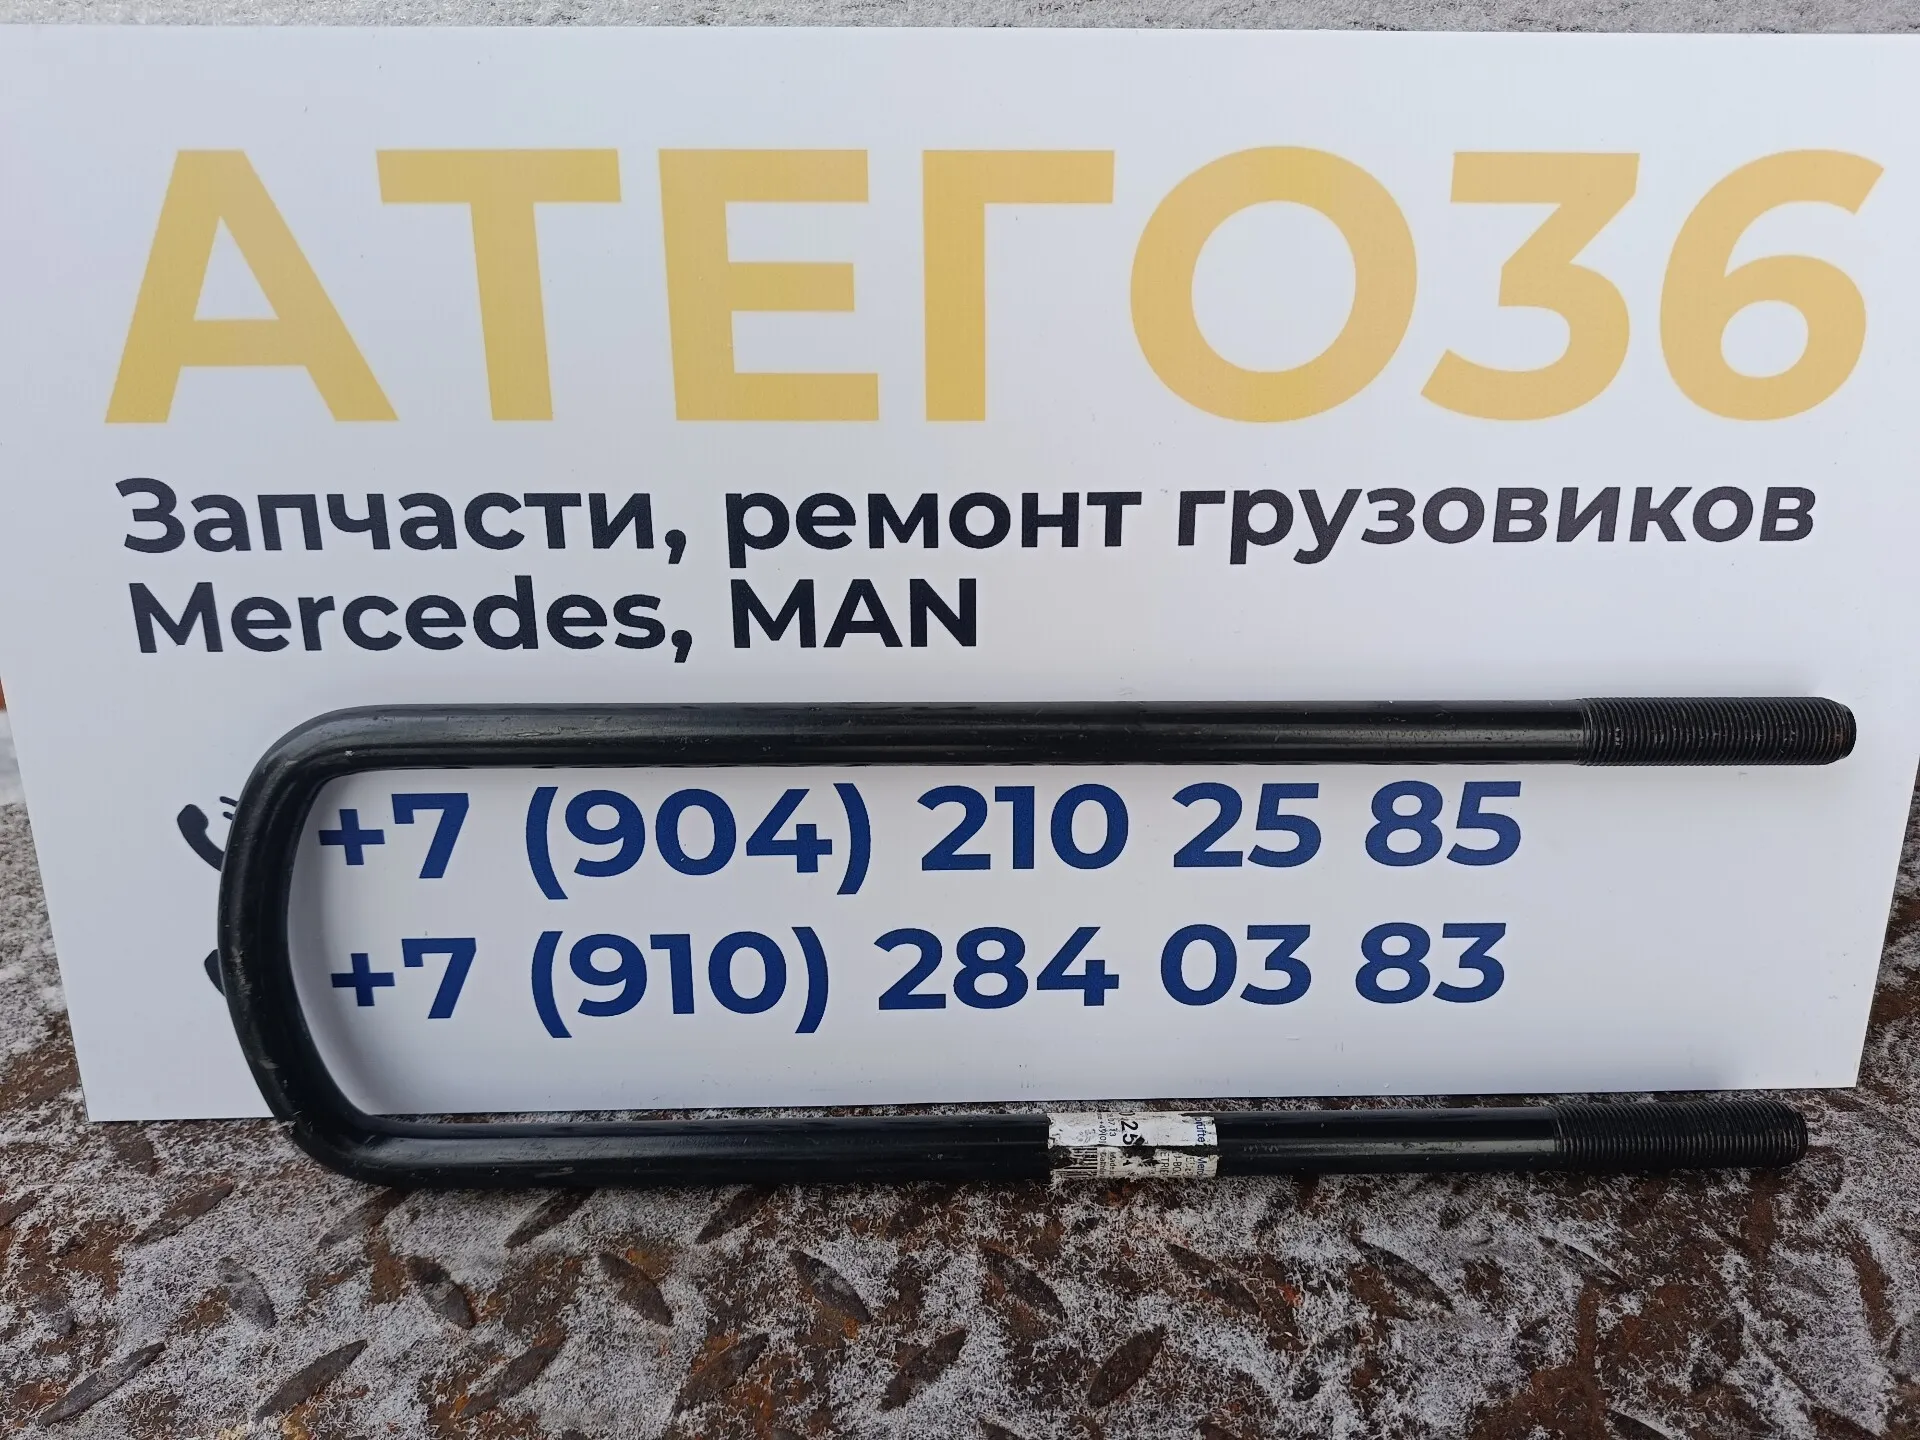 АТЕГО36
Запчасти, ремонт грузовиков
Mercedes, MAN
+7 (904) 210 25 85
+7 (910) 284 03 83